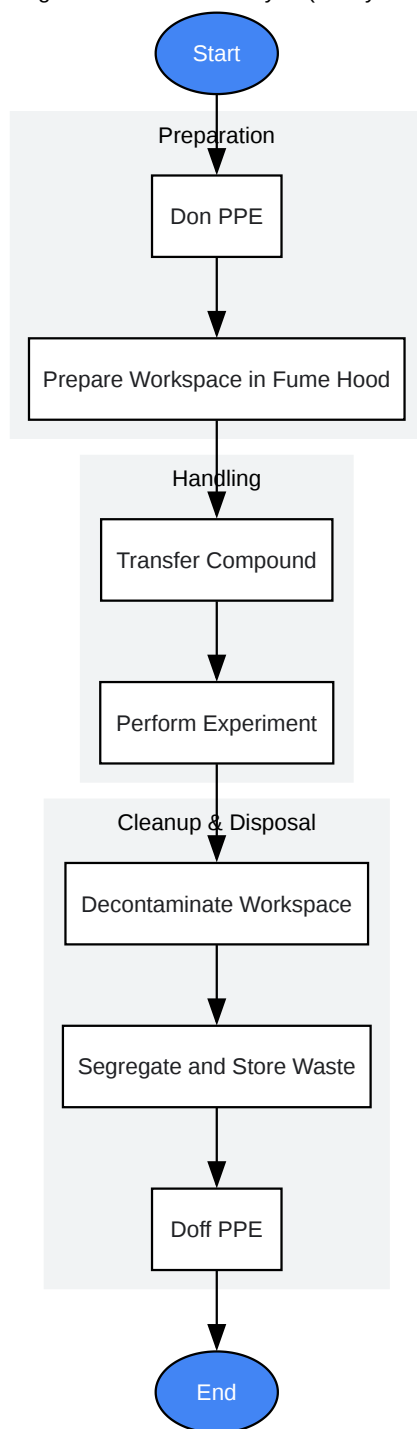 Start
Preparation
Don PPE
Prepare Workspace in Fume Hood
Handling
Transfer Compound
Perform Experiment
Cleanup & Disposal
Decontaminate Workspace
Segregate and Store Waste
Doff PPE
End